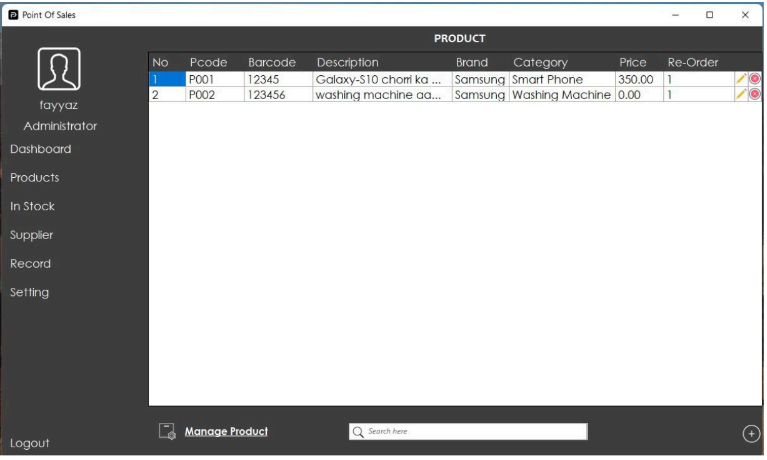 Point Of Sales
PRODUCT
No Pcode Barcode Description Brand Category Price Re-Order
1 P001 12345 Galaxy-S10 chorri ka ... Samsung Smart Phone 350.00 1
2 P002 123456 washing machine aa... Samsung Washing Machine 0.00 1
fayyaz
Administrator
Dashboard
Products
In Stock
Supplier
Record
Setting
Logout
Manage Product
Search here